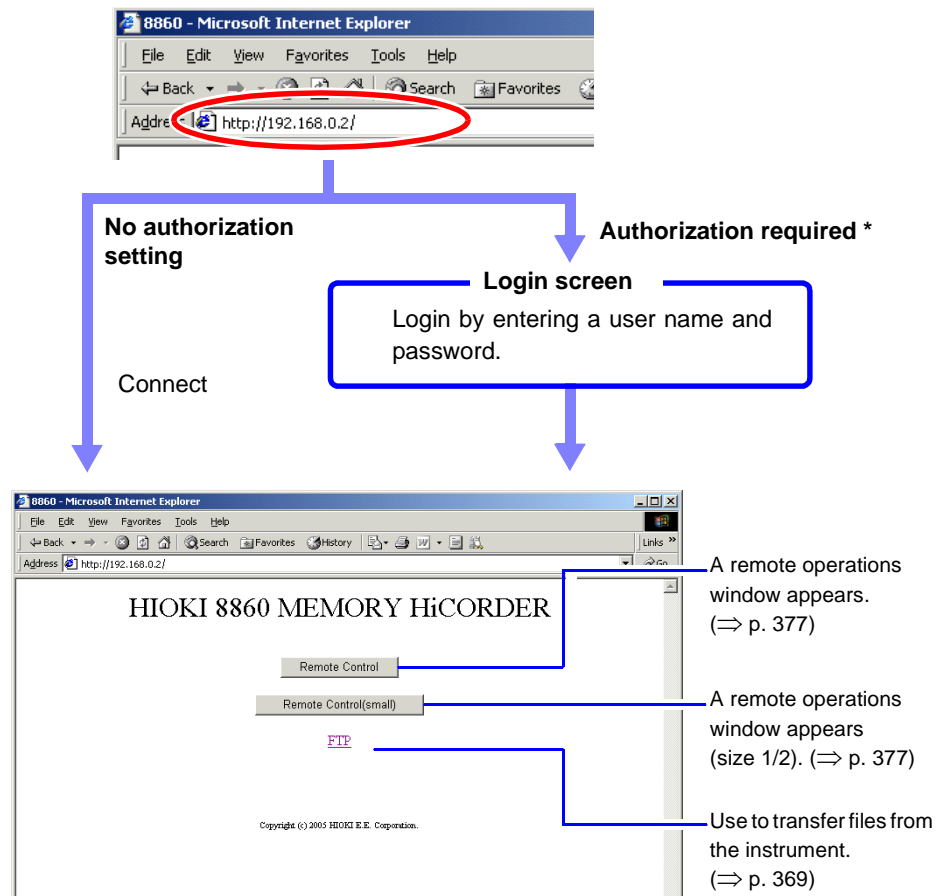 8860 - Microsoft Internet Explorer
File Edit View Favorites Tools Help
Back Search Favorites
http://192.168.0.2/
No authorization
setting
Authorization required *
Login screen
Login by entering a user name and
password.
Connect
8860 - Microsoft Internet Explorer
File Edit View Favorites Tools Help
Back Search Favorites History Links »
Address http://192.168.0.2/ Go
HIOKI 8860 MEMORY HiCORDER
Remote Control
Remote Control(small)
FTP
Copyright (c) 2005 HIOKI E.E. Corporation.
A remote operations
window appears.
(⇒ p. 377)
A remote operations
window appears
(size 1/2). (⇒ p. 377)
Use to transfer files from
the instrument.
(⇒ p. 369)